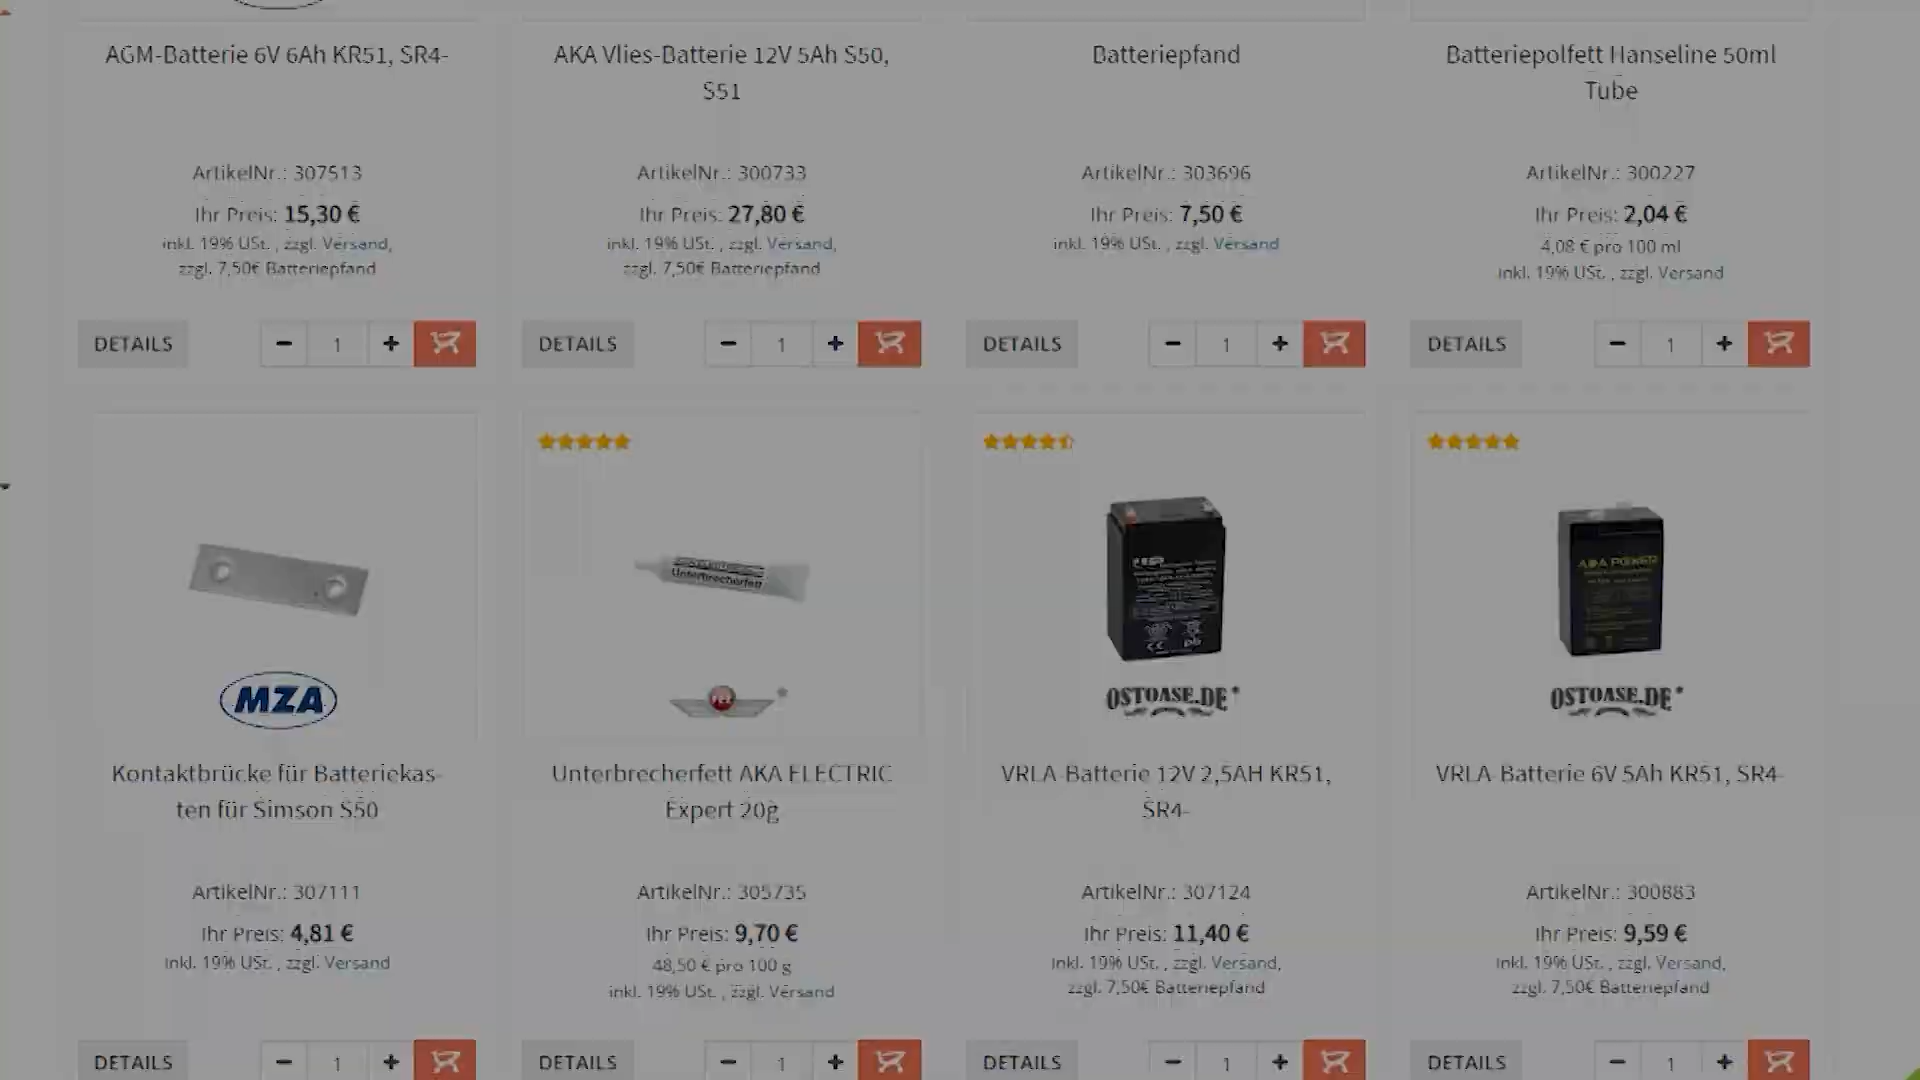 AGM-Batterie 6V 6Ah KR51, SR4-
ArtikelNr.: 307513
Ihr Preis: 15,30 €
inkl. 19% USt. , zzgl. Versand,
zzgl. 7,50€ Batteriepfand
DETAILS
1
AKA Vlies-Batterie 12V 5Ah S50,
S51
ArtikelNr.: 300733
Ihr Preis: 27,80 €
inkl. 19% USt. , zzgl. Versand,
zzgl. 7,50€ Batteriepfand
DETAILS
1
Batteriepfand
ArtikelNr.: 303696
Ihr Preis: 7,50 €
inkl. 19% USt. , zzgl. Versand
DETAILS
1
Batteriepolfett Hanseline 50ml
Tube
ArtikelNr.: 300227
Ihr Preis: 2,04 €
4,08 € pro 100 ml
inkl. 19% USt. , zzgl. Versand
DETAILS
1
MZA
Kontaktbrücke für Batteriekas-
ten für Simson S50
ArtikelNr.: 307111
Ihr Preis: 4,81 €
inkl. 19% USt. , zzgl. Versand
DETAILS
1
Unterbrecherfett
Unterbrecherfett AKA ELECTRIC
Expert 20g
ArtikelNr.: 305735
Ihr Preis: 9,70 €
48,50 € pro 100 g
inkl. 19% USt. , zzgl. Versand
DETAILS
1
OSTOASE.DE
VRLA-Batterie 12V 2,5AH KR51,
SR4-
ArtikelNr.: 307124
Ihr Preis: 11,40 €
inkl. 19% USt. , zzgl. Versand,
zzgl. 7,50€ Batteriepfand
DETAILS
1
AKA POWER
OSTOASE.DE
VRLA-Batterie 6V 5Ah KR51, SR4-
ArtikelNr.: 300883
Ihr Preis: 9,59 €
inkl. 19% USt. , zzgl. Versand,
zzgl. 7,50€ Batteriepfand
DETAILS
1